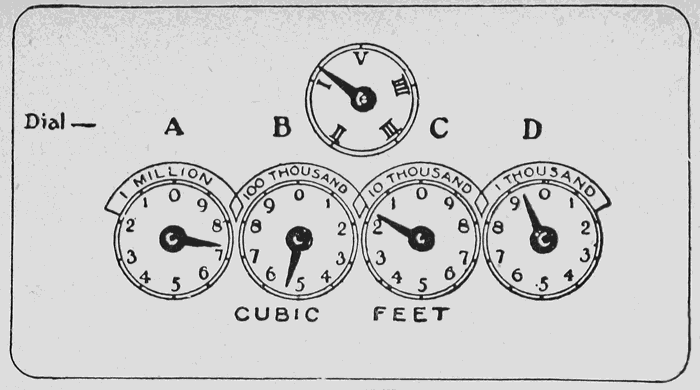 V
I IIII
II III
Dial — A B C D
1 MILLION 100 THOUSAND 10 THOUSAND 1 THOUSAND
1 0 9 9 0 1 1 0 9 9 0 1
2 8 8 2 2 8 8 2
3 7 7 3 3 7 7 3
4 5 6 6 5 4 4 5 6 6 5 4
CUBIC FEET